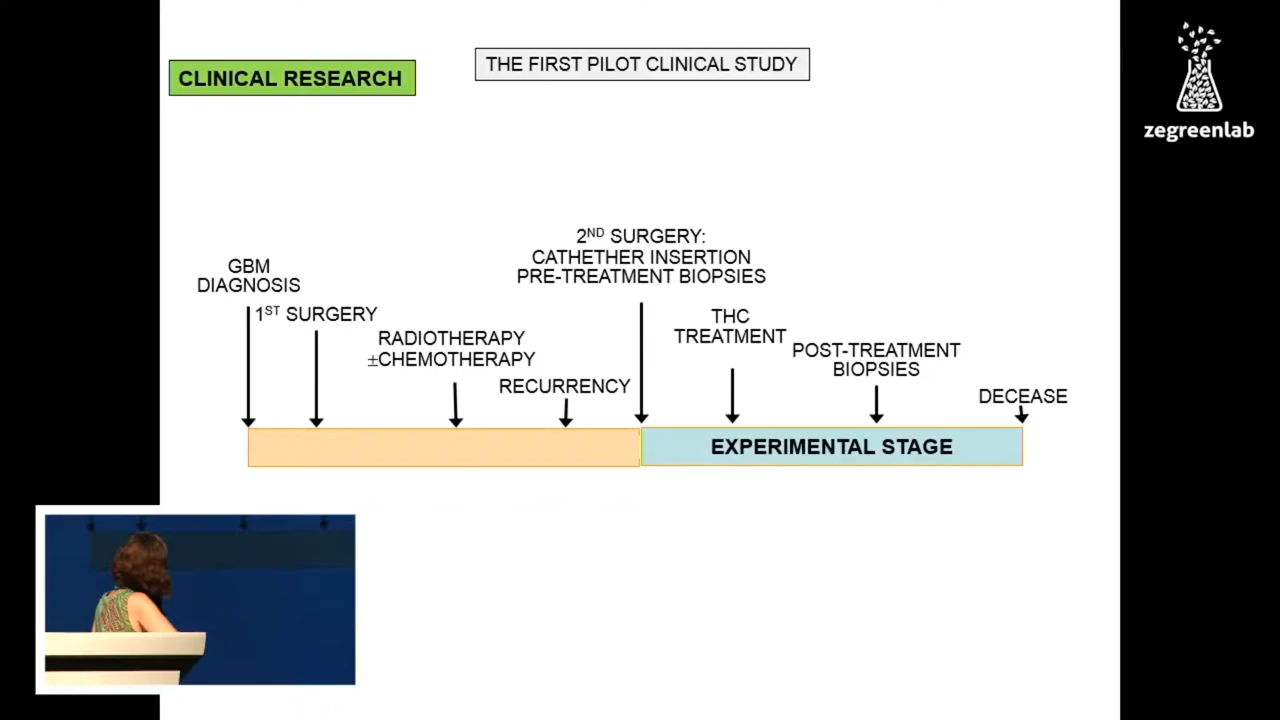 CLINICAL RESEARCH
THE FIRST PILOT CLINICAL STUDY
zegreenlab
2ND SURGERY:
CATHETHER INSERTION
PRE-TREATMENT BIOPSIES
GBM
DIAGNOSIS
1ST SURGERY
RADIOTHERAPY
±CHEMOTHERAPY
RECURRENCY
THC
TREATMENT
POST-TREATMENT
BIOPSIES
DECEASE
EXPERIMENTAL STAGE